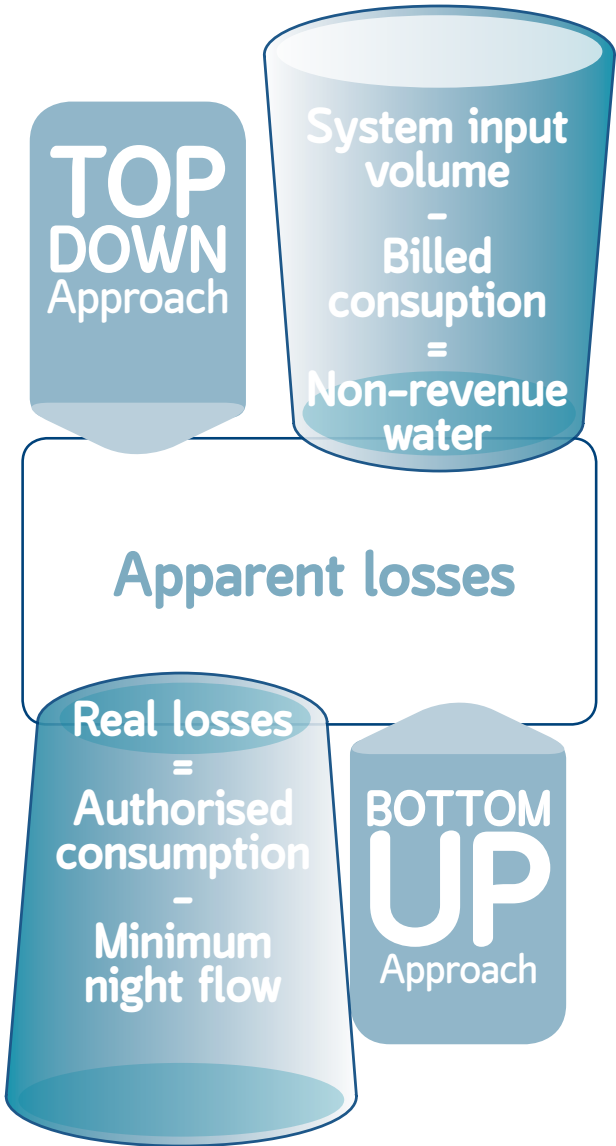 TOP
DOWN
Approach
System input
volume
-
Billed
consuption
=
Non-revenue
water
Apparent losses
Real losses
=
Authorised
consumption
-
Minimum
night flow
BOTTOM
UP
Approach